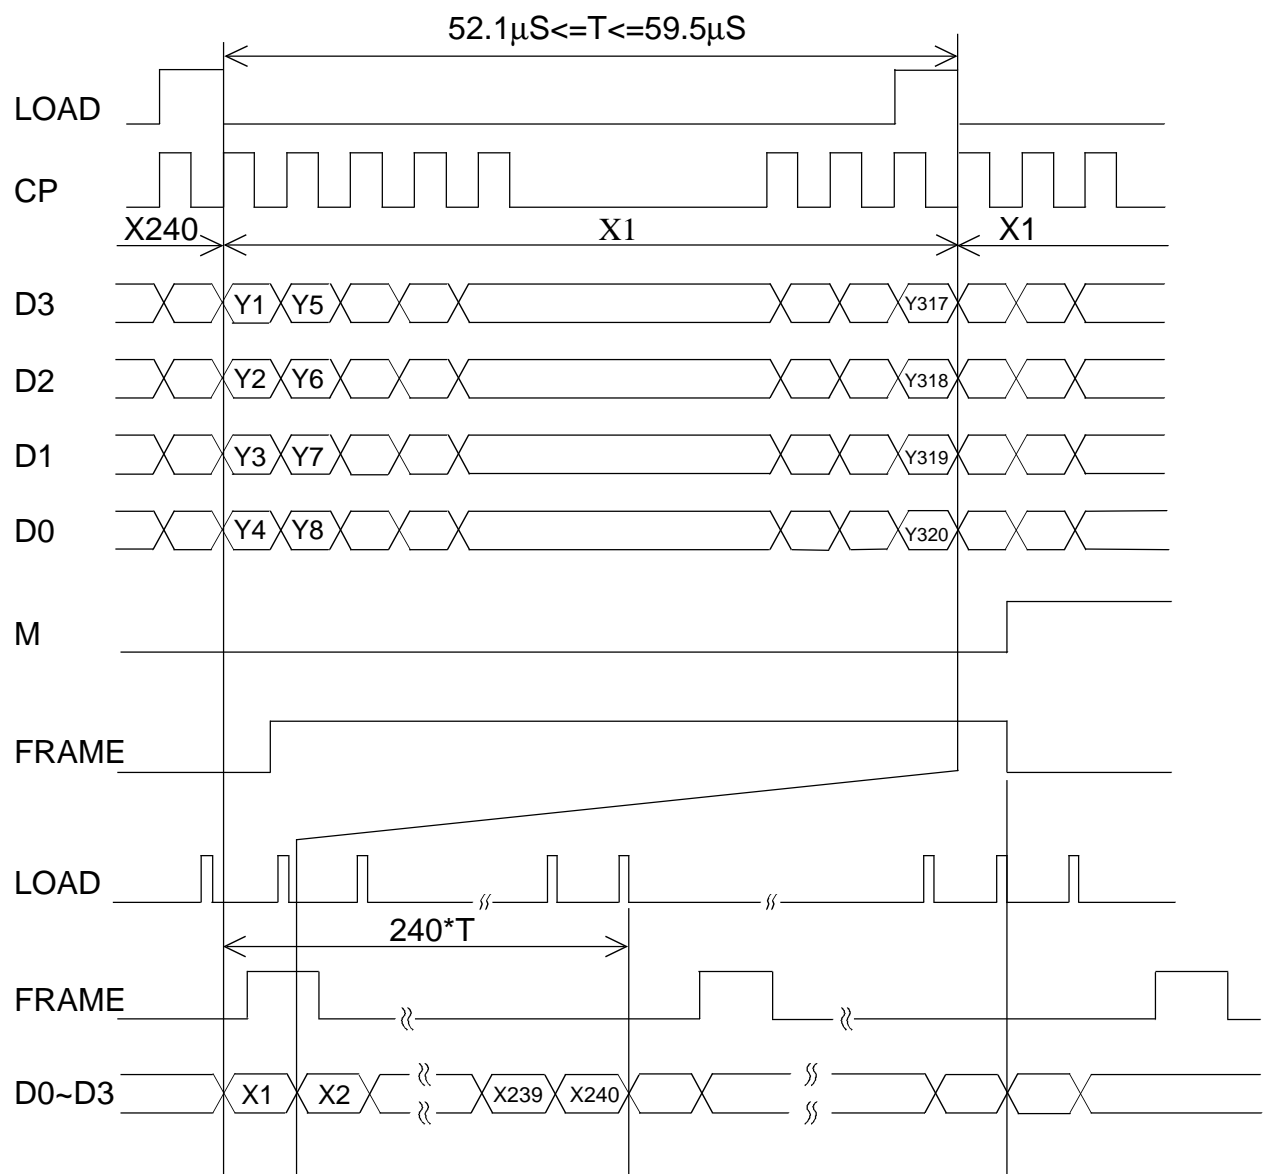 52.1µS<=T<=59.5µS
LOAD
CP
X240 X1 X1
D3 Y1 Y5 Y317
D2 Y2 Y6 Y318
D1 Y3 Y7 Y319
D0 Y4 Y8 Y320
M
FRAME
LOAD
240*T
FRAME
D0~D3 X1 X2 X239 X240